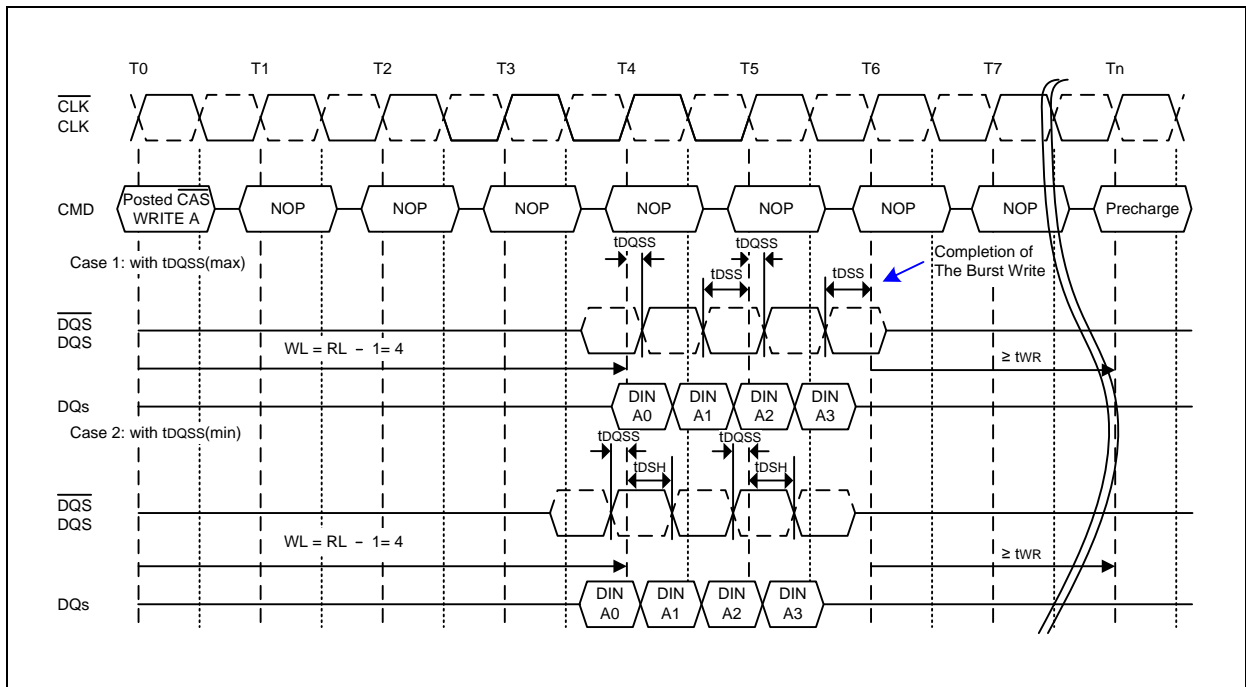 T0 T1 T2 T3 T4 T5 T6 T7 Tn
CLK
CLK
CMD
Posted CAS
WRITE A
NOP NOP NOP NOP NOP NOP NOP Precharge
Case 1: with tDQSS(max)
tDQSS tDQSS
tDSS tDSS
Completion of
The Burst Write
DQS
DQS
WL = RL - 1= 4
≥ tWR
DQs
DIN
A0
DIN
A1
DIN
A2
DIN
A3
Case 2: with tDQSS(min)
tDQSS tDQSS
tDSH tDSH
DQS
DQS
WL = RL - 1= 4
≥ tWR
DQs
DIN
A0
DIN
A1
DIN
A2
DIN
A3